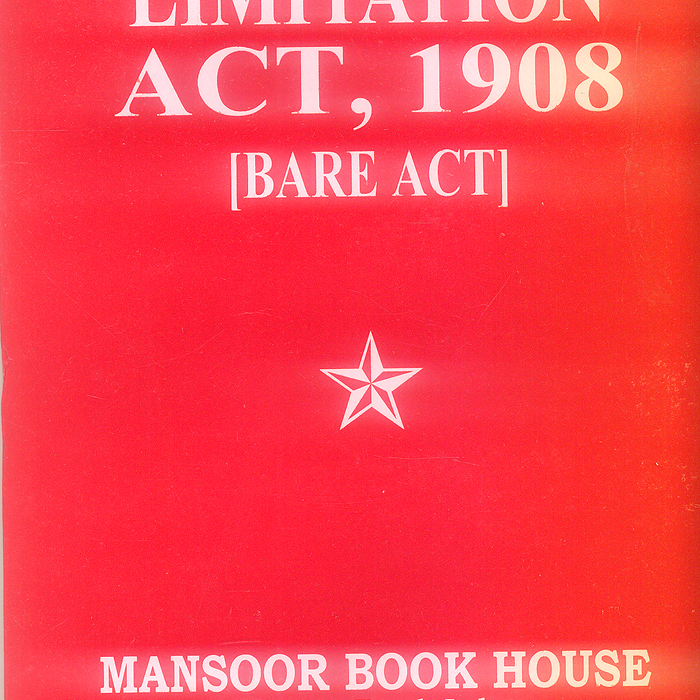 LIMITATION
ACT, 1908
[BARE ACT]
MANSOOR BOOK HOUSE